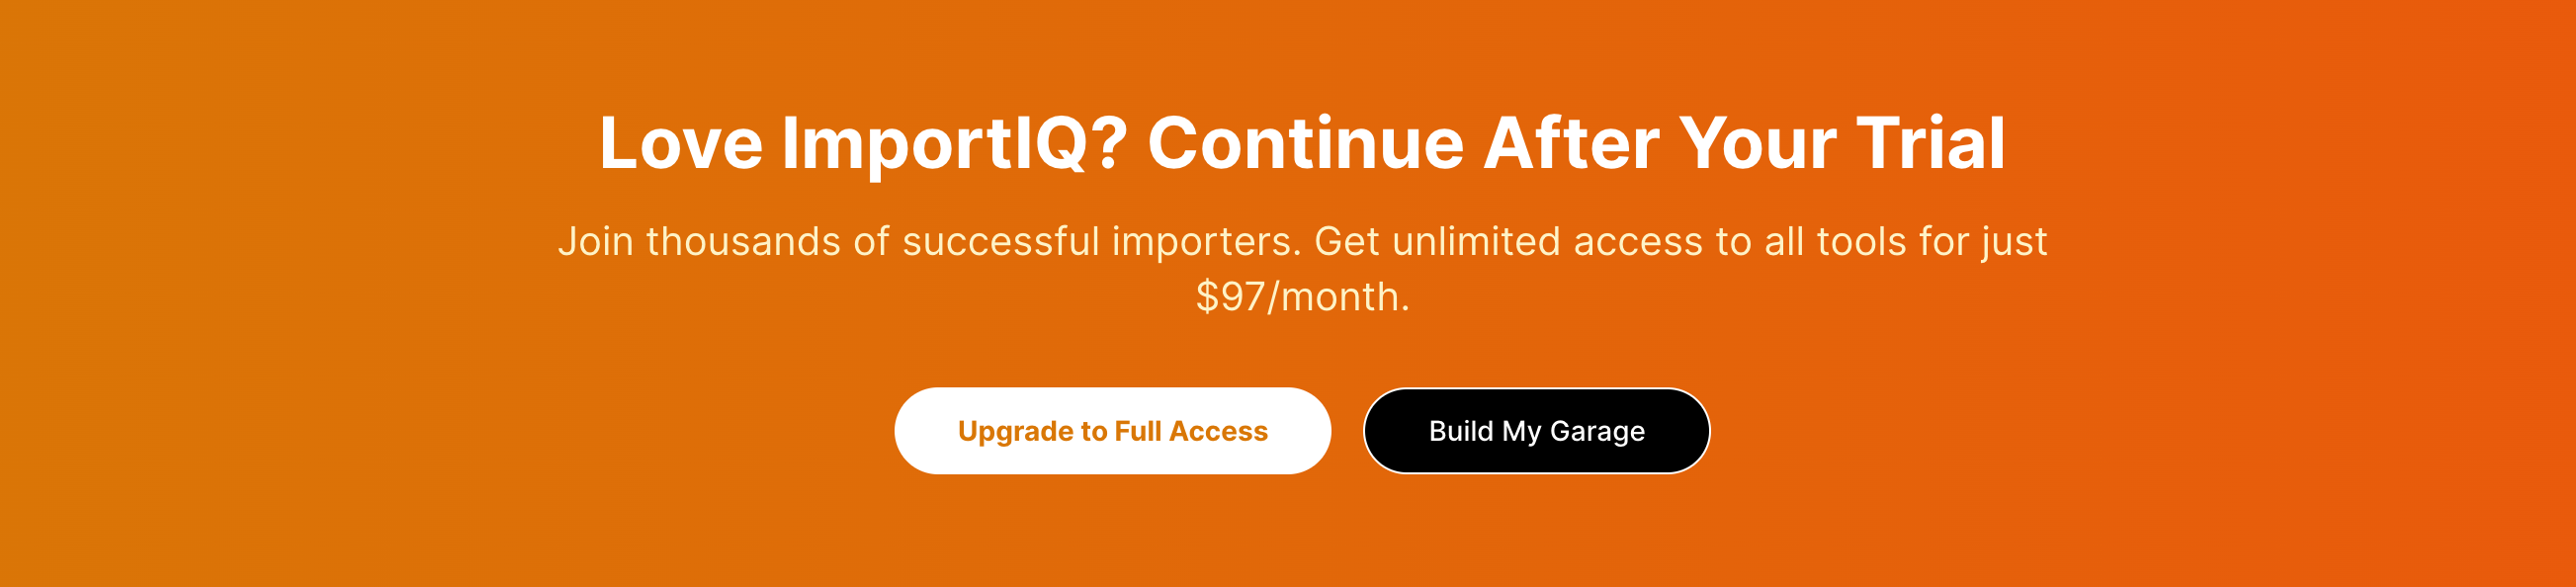 Love ImportIQ? Continue After Your Trial
Join thousands of successful importers. Get unlimited access to all tools for just
$97/month.
Upgrade to Full Access
Build My Garage